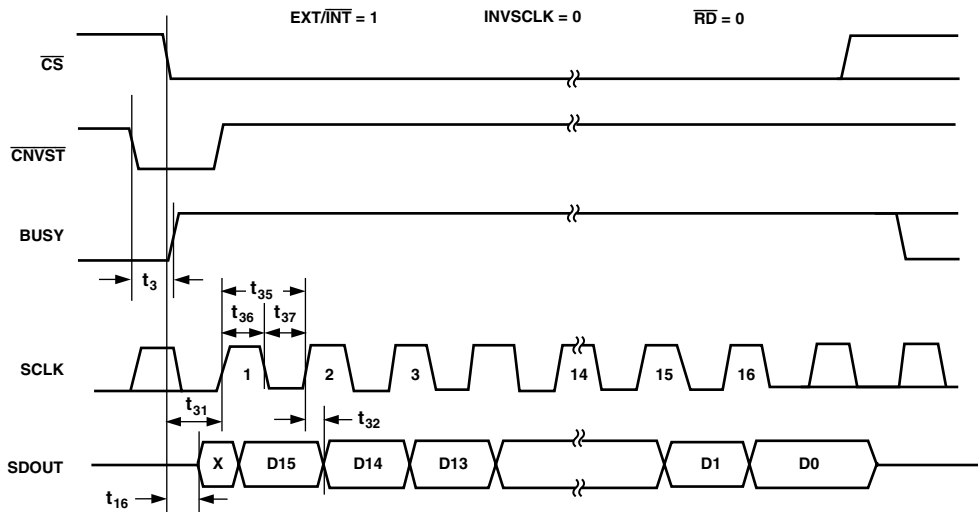 EXT/INT = 1 INVSCLK = 0 RD = 0
CS
CNVST
BUSY
t3
t35
t36 t37
SCLK
1 2 3 14 15 16
t31
t32
SDOUT
X D15 D14 D13 D1 D0
t16